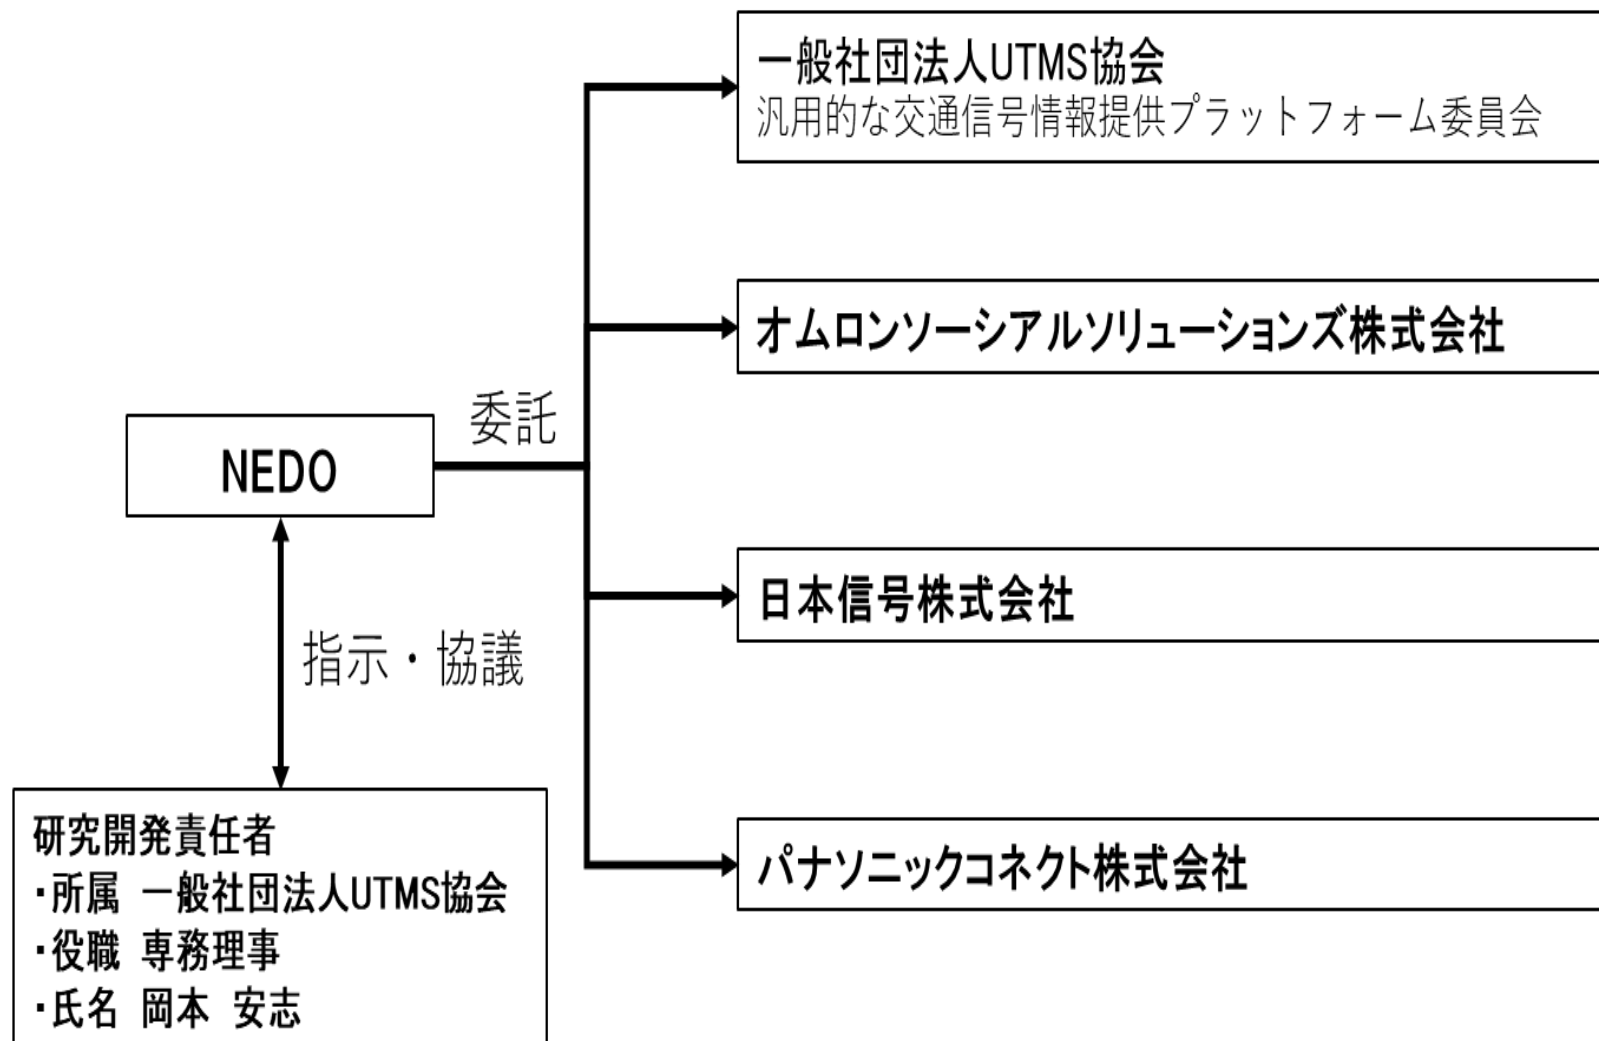 一般社団法人UTMS協会
汎用的な交通信号情報提供プラットフォーム委員会
オムロンソーシアルソリューションズ株式会社
委託
NEDO
日本信号株式会社
指示・協議
パナソニックコネクト株式会社
研究開発責任者
・所属 一般社団法人UTMS協会
・役職 専務理事
・氏名 岡本 安志